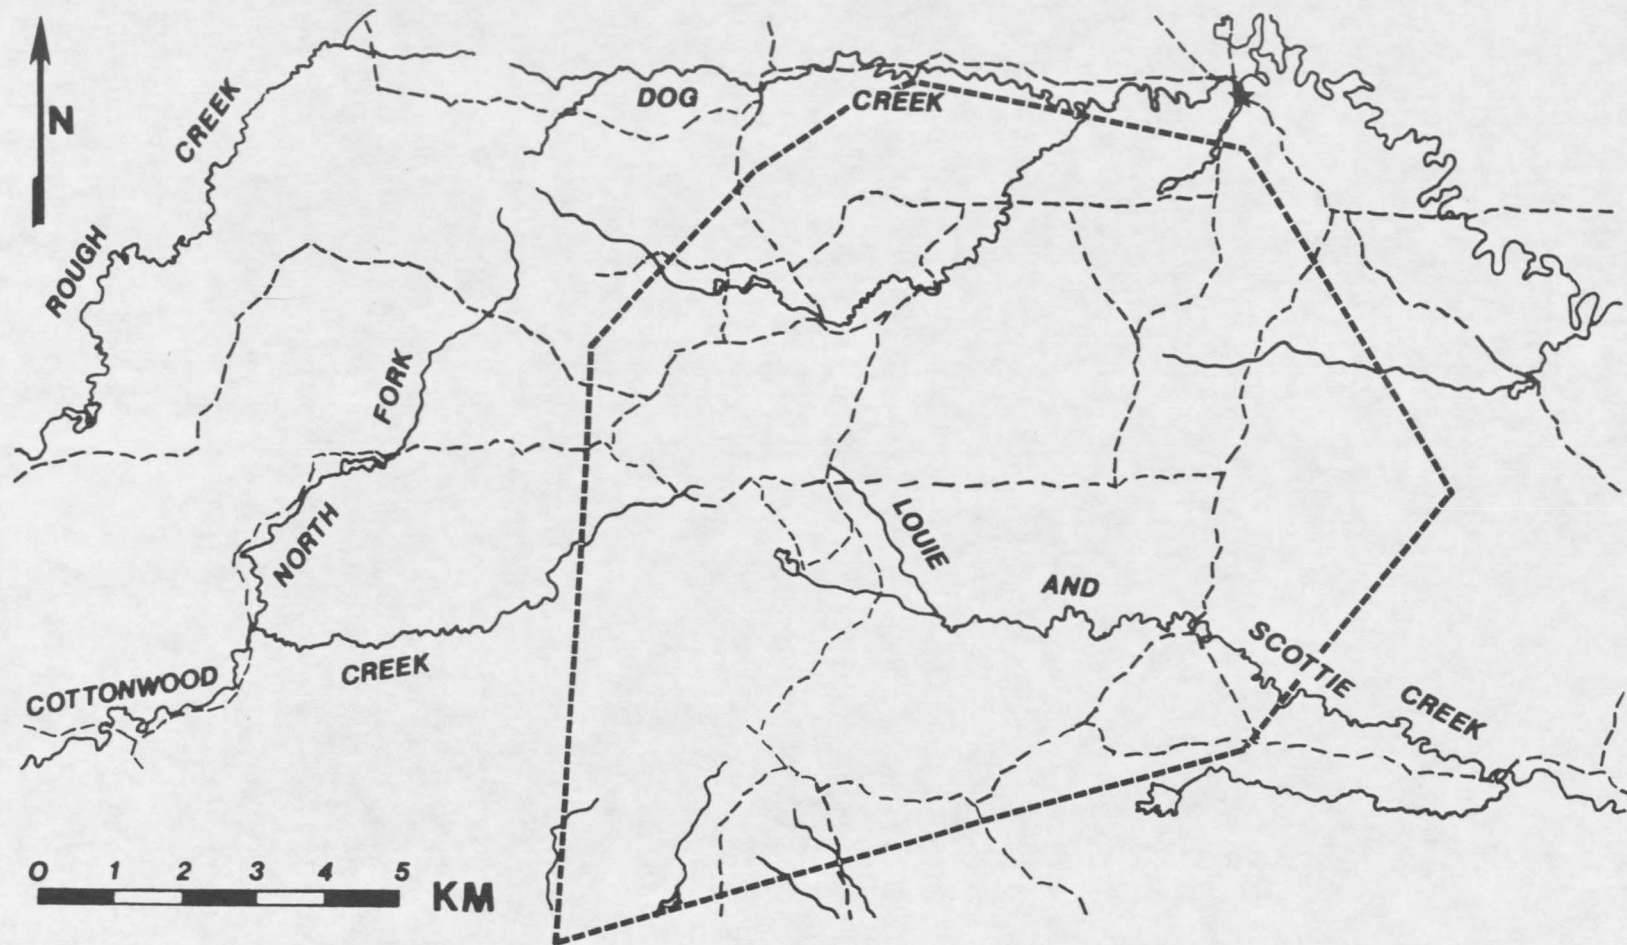 DOG
CREEK
N
CREEK
ROUGH
FORK
NORTH
LOUIE
AND
SCOTTIE
CREEK
CREEK
COTTONWOOD
0 1 2 3 4 5
KM